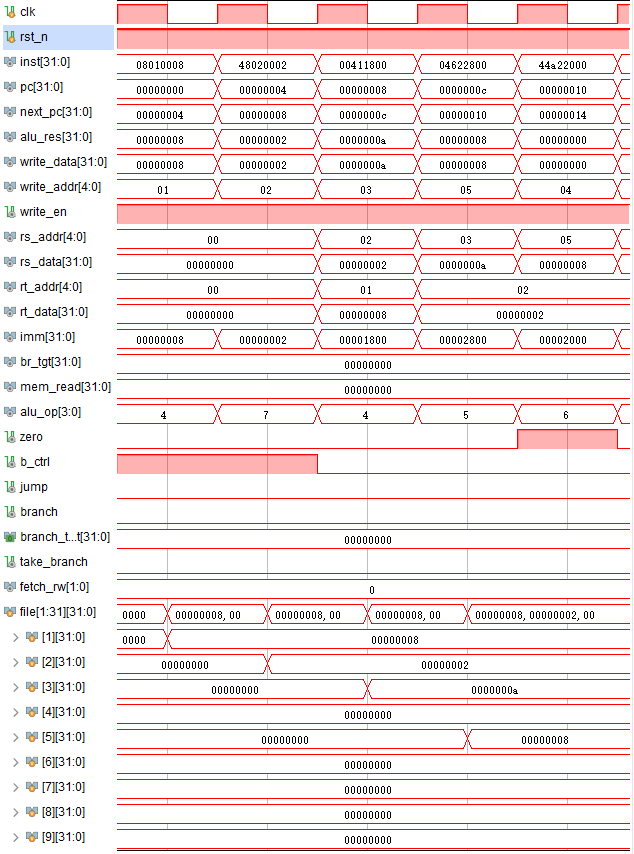 clk
rst_n
inst[31:0] 08010008 48020002 00411800 04622800 44a22000
pc[31:0] 00000000 00000004 00000008 0000000c 00000010
next_pc[31:0] 00000004 00000008 0000000c 00000010 00000014
alu_res[31:0] 00000008 00000002 0000000a 00000008 00000000
write_data[31:0] 00000008 00000002 0000000a 00000008 00000000
write_addr[4:0] 01 02 03 05 04
write_en
rs_addr[4:0] 00 02 03 05
rs_data[31:0] 00000000 00000002 0000000a 00000008
rt_addr[4:0] 00 01 02
rt_data[31:0] 00000000 00000008 00000002
imm[31:0] 00000008 00000002 00001800 00002800 00002000
br_tgt[31:0] 00000000
mem_read[31:0] 00000000
alu_op[3:0] 4 7 4 5 6
zero
b_ctrl
jump
branch
branch_t...t[31:0] 00000000
take_branch
fetch_rw[1:0] 0
file[1:31][31:0] 0000 00000008, 00 00000008, 00 00000008, 00 00000008, 00000002, 00
[1][31:0] 0000 00000008
[2][31:0] 00000000 00000002
[3][31:0] 00000000 0000000a
[4][31:0] 00000000
[5][31:0] 00000000 00000008
[6][31:0] 00000000
[7][31:0] 00000000
[8][31:0] 00000000
[9][31:0] 00000000